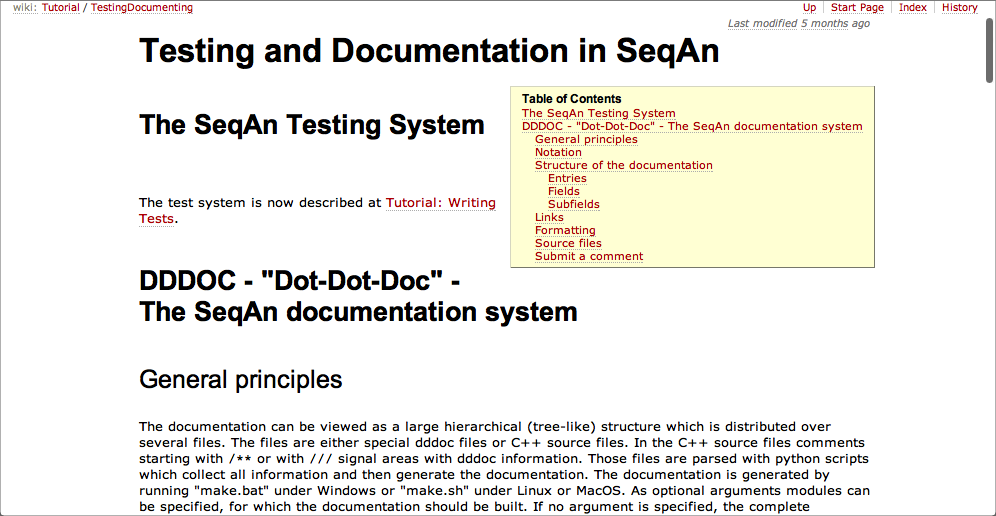 wiki: Tutorial / TestingDocumenting
Up Start Page Index History
Last modified 5 months ago
Testing and Documentation in SeqAn
Table of Contents
The SeqAn Testing System
DDDOC - "Dot-Dot-Doc" - The SeqAn documentation system
General principles
Notation
Structure of the documentation
Entries
Fields
Subfields
Links
Formatting
Source files
Submit a comment
The SeqAn Testing System
The test system is now described at Tutorial: Writing
Tests.
DDDOC - "Dot-Dot-Doc" -
The SeqAn documentation system
General principles
The documentation can be viewed as a large hierarchical (tree-like) structure which is distributed over
several files. The files are either special dddoc files or C++ source files. In the C++ source files comments
starting with /** or with /// signal areas with dddoc information. Those files are parsed with python scripts
which collect all information and then generate the documentation. The documentation is generated by
running "make.bat" under Windows or "make.sh" under Linux or MacOS. As optional arguments modules can
be specified, for which the documentation should be built. If no argument is specified, the complete